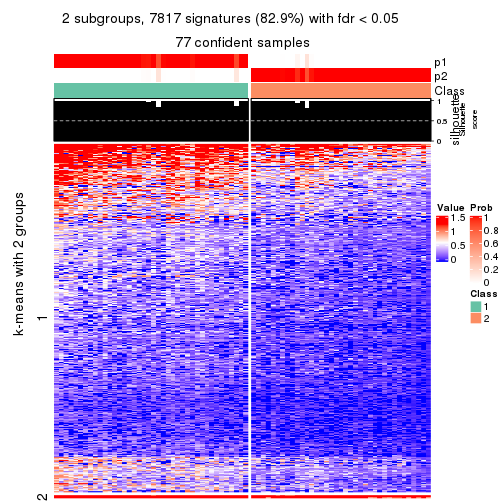 2 subgroups, 7817 signatures (82.9%) with fdr < 0.05
77 confident samples
p1
p2
Class
1
0.5
0
silhouette
Silhouette
score
k-means with 2 groups
1
2
Value
1.5
1
0.5
0
Prob
1
0.8
0.6
0.4
0.2
0
Class
1
2